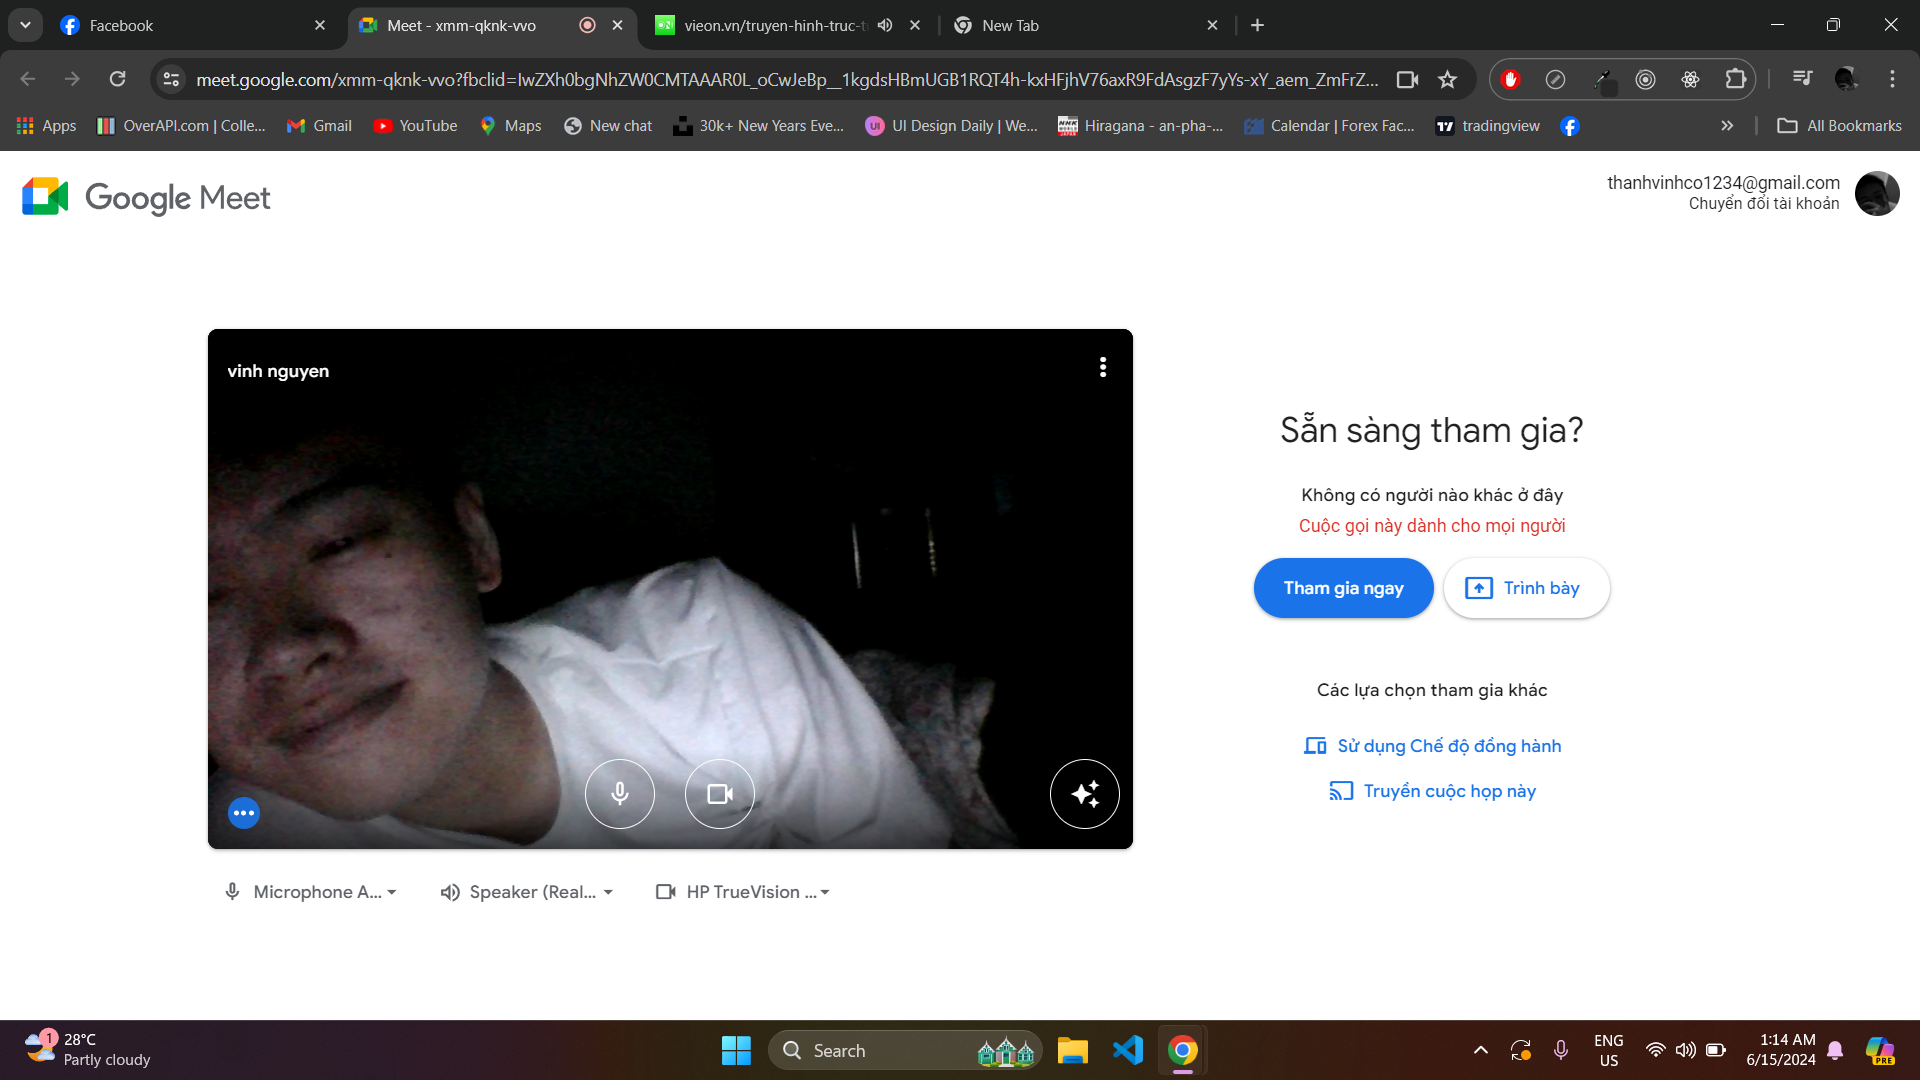 Facebook
Meet - xmm-qknk-vvo
vieon.vn/truyen-hinh-truc-t
New Tab
meet.google.com/xmm-qknk-vvo?fbclid=IwZXh0bgNhZW0CMTAAAR0L_oCwJeBp__1kgdsHBmUGB1RQT4h-kxHFjhV76axR9FdAsgzF7yYs-xY_aem_ZmFrZ...
Apps
OverAPI.com | Colle...
Gmail
YouTube
Maps
New chat
30k+ New Years Eve...
UI Design Daily | We...
Hiragana - an-pha-...
Calendar | Forex Fac...
tradingview
All Bookmarks
Google Meet
thanhvinhco1234@gmail.com
Chuyển đổi tài khoản
vinh nguyen
Sẵn sàng tham gia?
Không có người nào khác ở đây
Cuộc gọi này dành cho mọi người
Tham gia ngay
Trình bày
Các lựa chọn tham gia khác
Sử dụng Chế độ đồng hành
Truyền cuộc họp này
Microphone A...
Speaker (Real...
HP TrueVision ...
1
28°C
Partly cloudy
Search
ENG
US
1:14 AM
6/15/2024
PRE